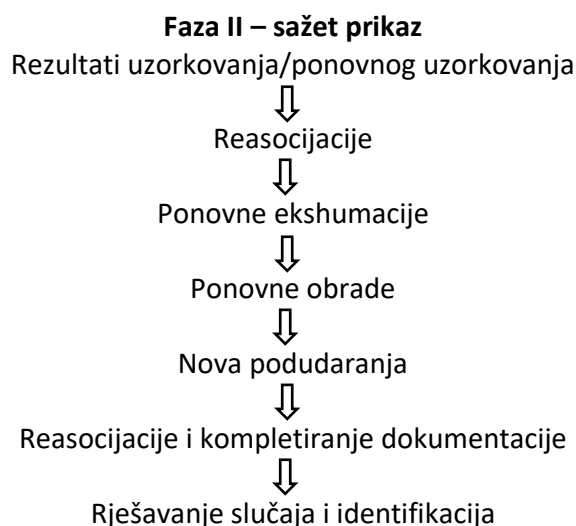 Faza II – sažet prikaz
Rezultati uzorkovanja/ponovnog uzorkovanja
Reasocijacije
Ponovne ekshumacije
Ponovne obrade
Nova podudaranja
Reasocijacije i kompletiranje dokumentacije
Rješavanje slučaja i identifikacija